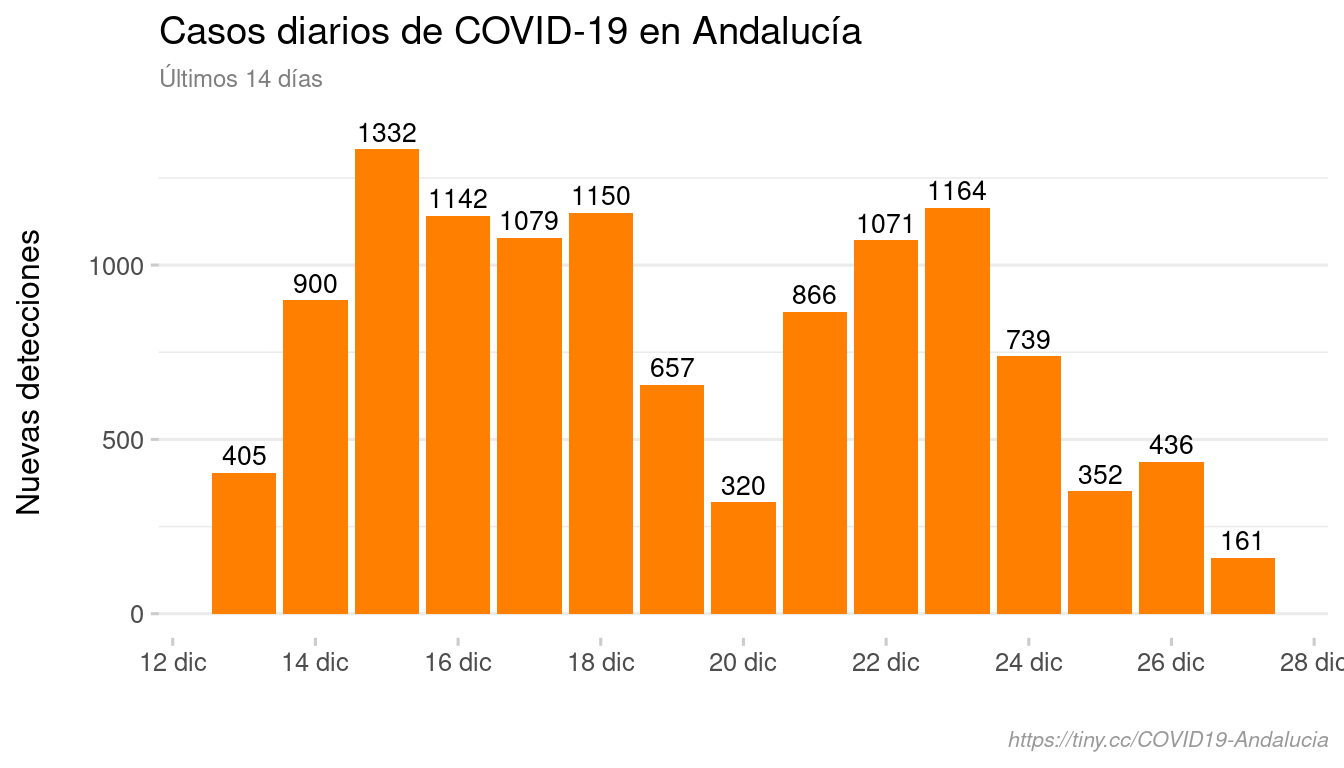 Casos diarios de COVID-19 en Andalucía
Últimos 14 días
Nuevas detecciones
1000
500
0
405
900
1332
1142
1079
1150
657
320
866
1071
1164
739
352
436
161
12 dic
14 dic
16 dic
18 dic
20 dic
22 dic
24 dic
26 dic
28 dic
https://tiny.cc/COVID19-Andalucia